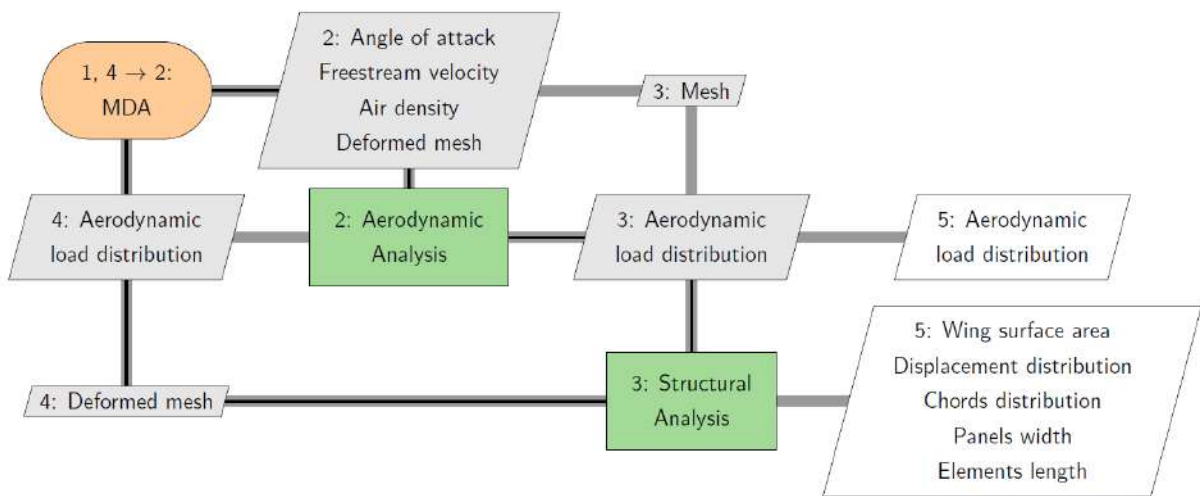 1, 4 → 2:
MDA
2: Angle of attack
Freestream velocity
Air density
Deformed mesh
3: Mesh
4: Aerodynamic
load distribution
2: Aerodynamic
Analysis
3: Aerodynamic
load distribution
5: Aerodynamic
load distribution
4: Deformed mesh
3: Structural
Analysis
5: Wing surface area
Displacement distribution
Chords distribution
Panels width
Elements length